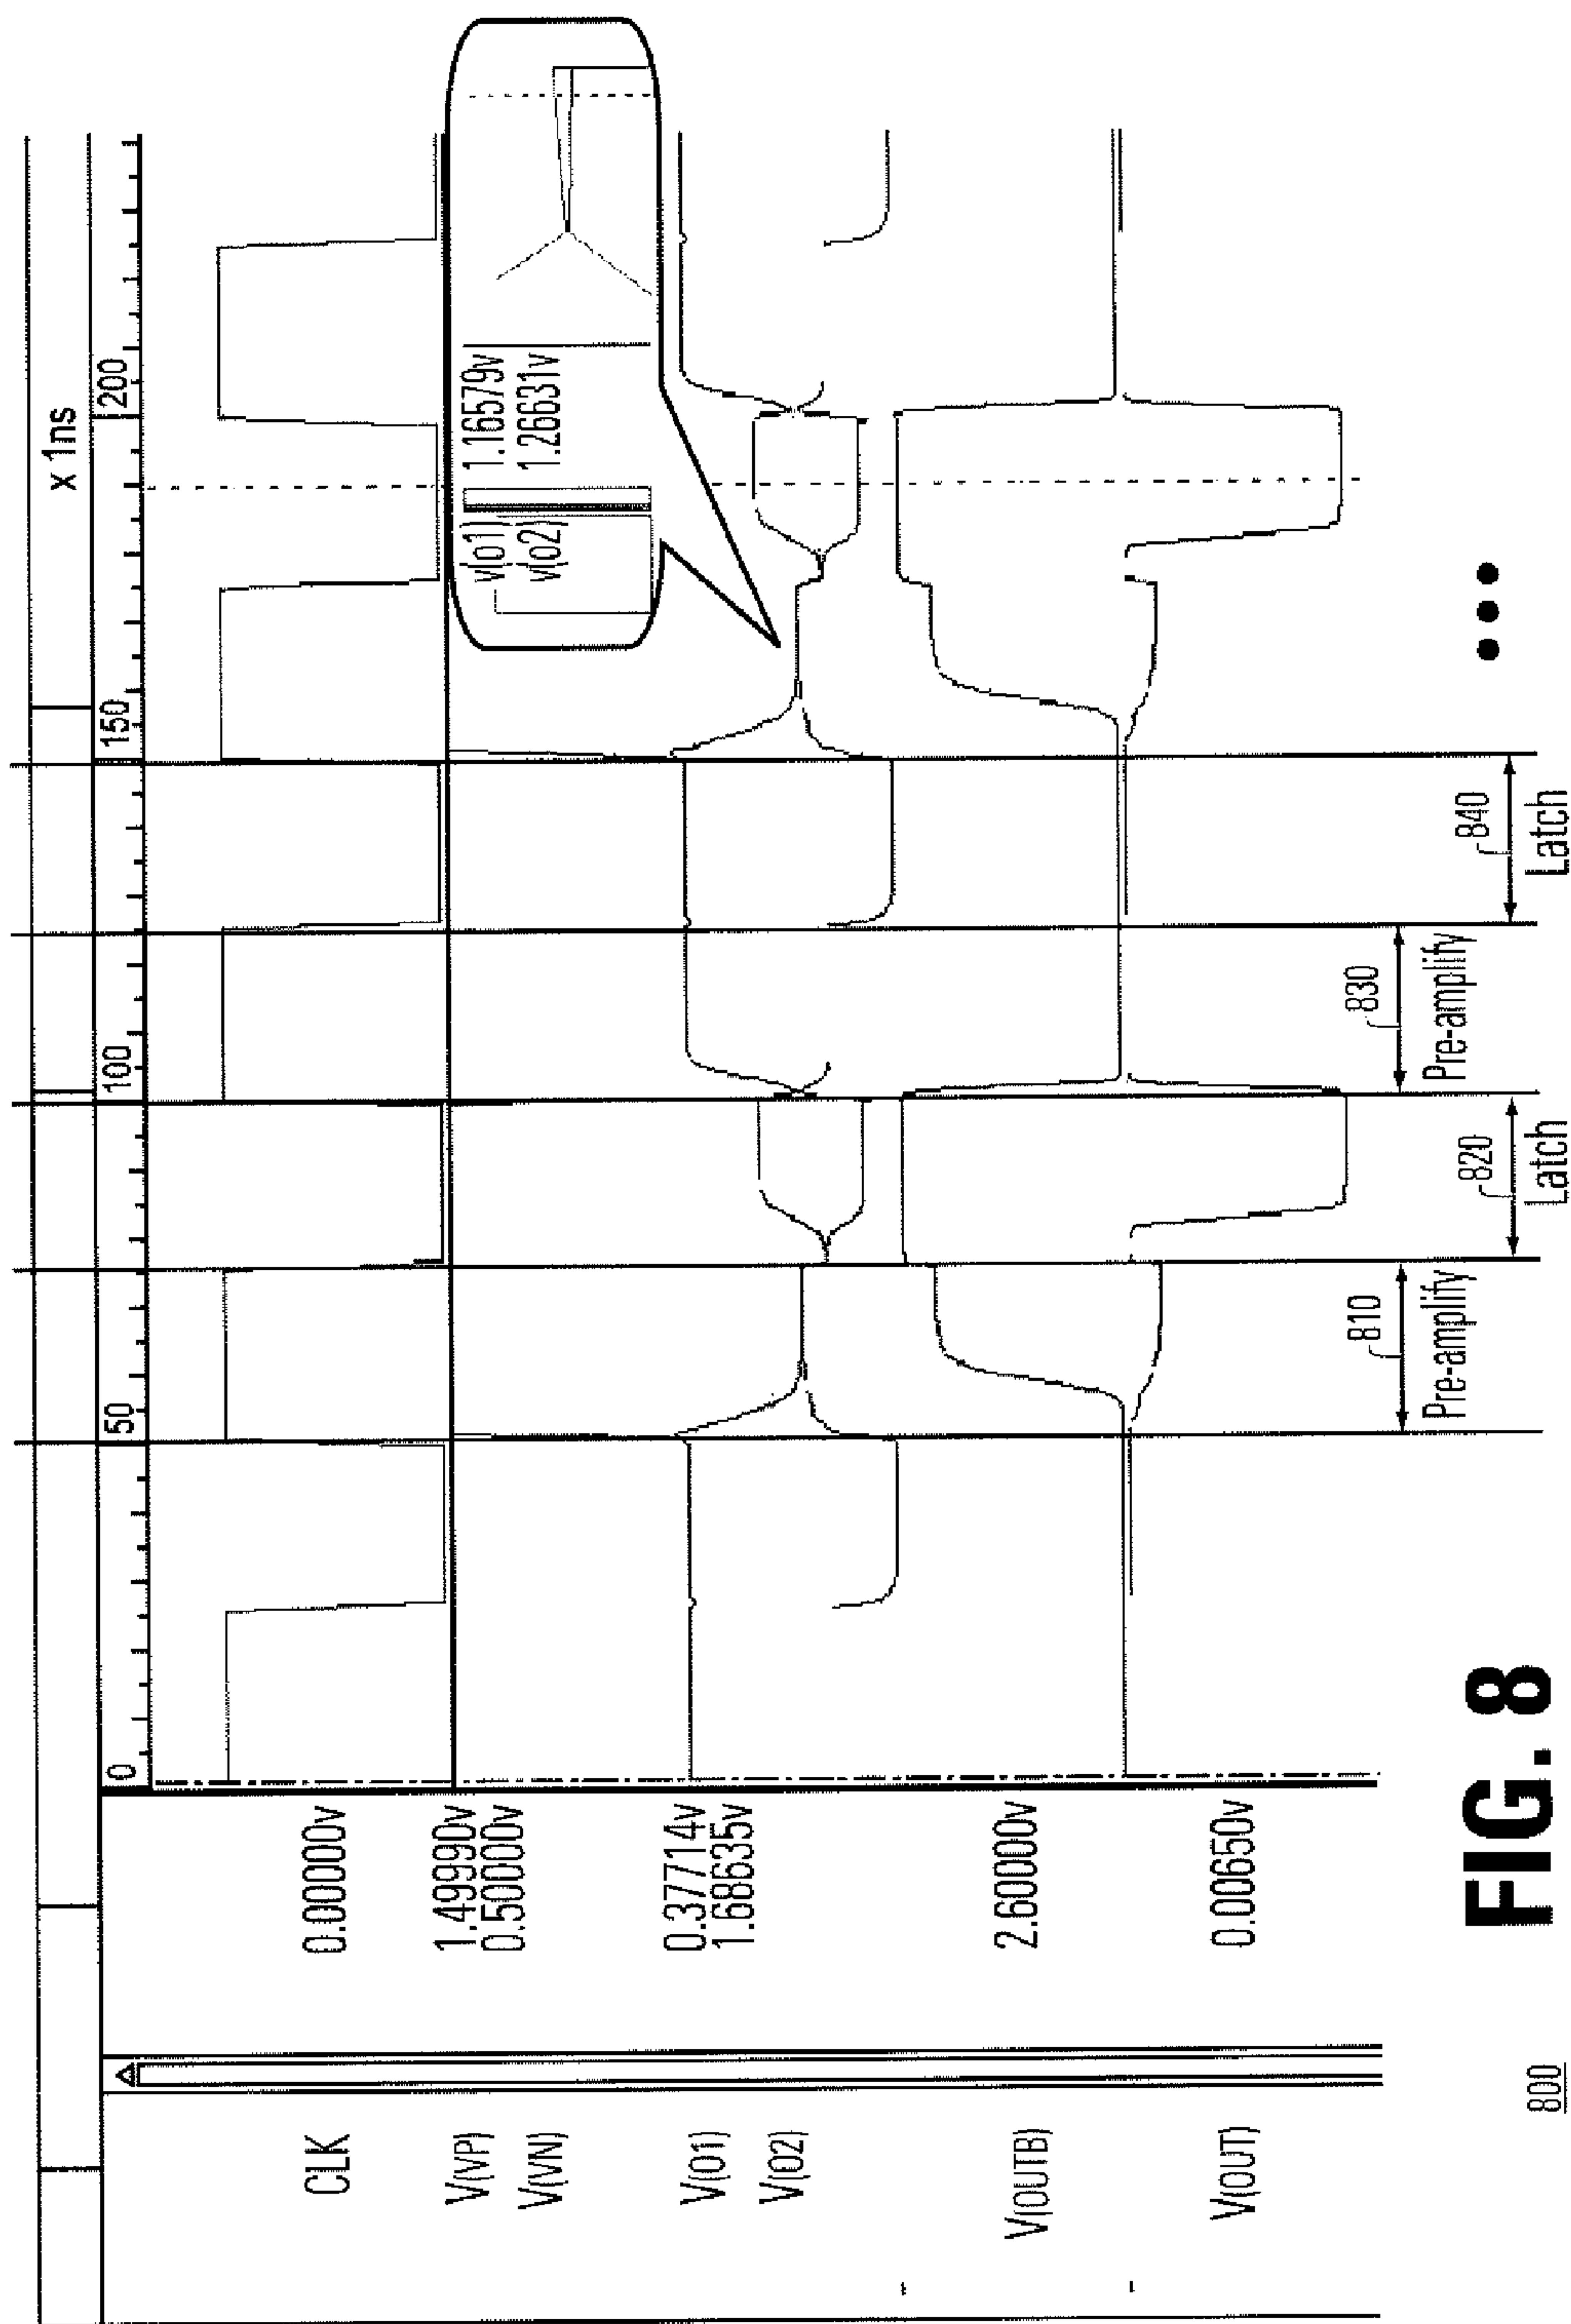 x 1ns
0
50
100
150
200
CLK
0.00000v
V(VP)
1.49990v
V(VN)
0.50000v
V(O1)
0.37714v
V(O2)
1.68635v
V(OUTB)
2.60000v
V(OUT)
0.00650v
v(o1)
1.16579v
v(o2)
1.26631v
810
Pre-amplify
820
Latch
830
Pre-amplify
840
Latch
800
FIG. 8